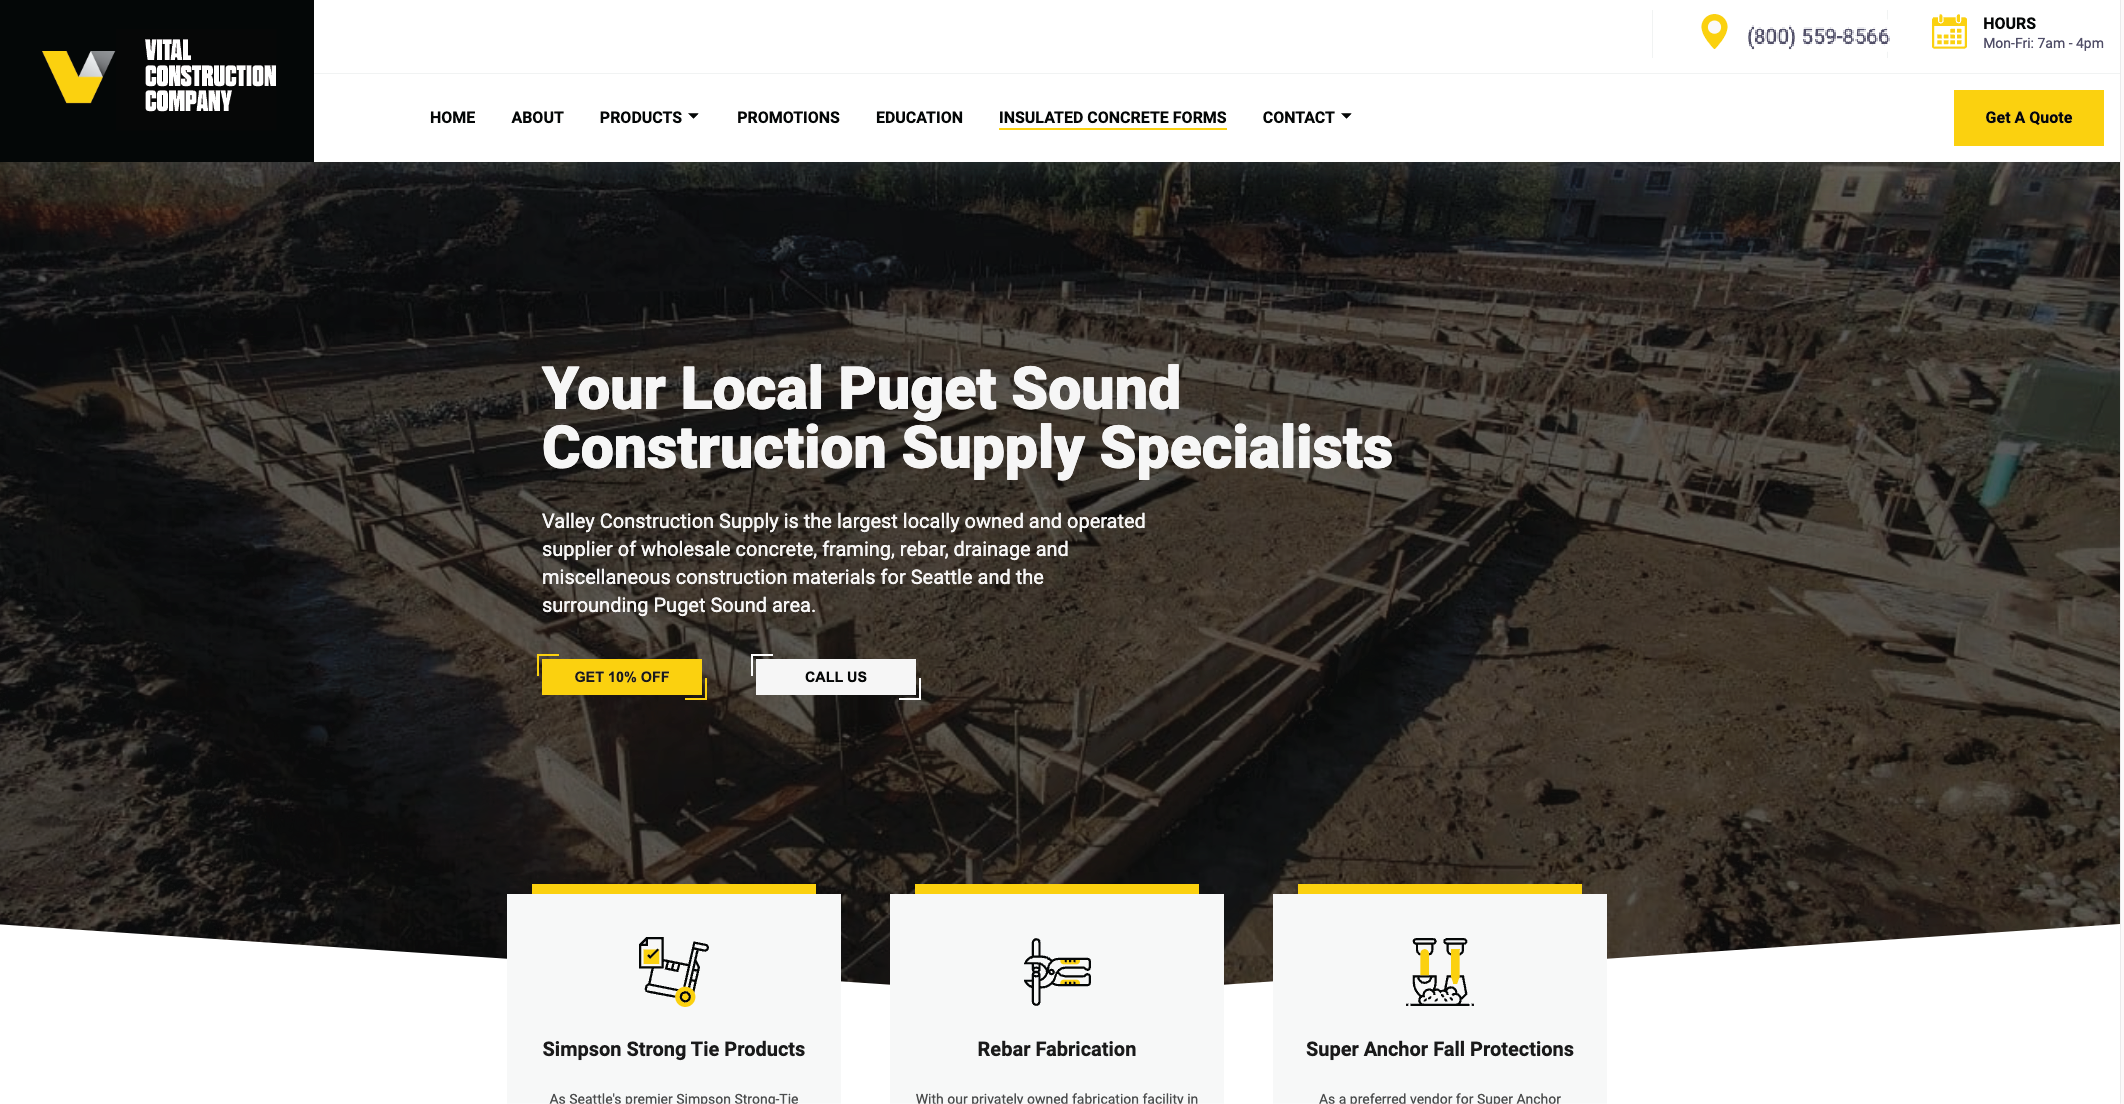 VITAL
CONSTRUCTION
COMPANY
(800) 559-8566
HOURS
Mon-Fri: 7am - 4pm
HOME
ABOUT
PRODUCTS
PROMOTIONS
EDUCATION
INSULATED CONCRETE FORMS
CONTACT
Get A Quote
Your Local Puget Sound
Construction Supply Specialists
Valley Construction Supply is the largest locally owned and operated
supplier of wholesale concrete, framing, rebar, drainage and
miscellaneous construction materials for Seattle and the
surrounding Puget Sound area.
GET 10% OFF
CALL US
Simpson Strong Tie Products
Rebar Fabrication
Super Anchor Fall Protections
As Seattle's premier Simpson Strong-Tie
With our privately owned fabrication facility in
As a preferred vendor for Super Anchor